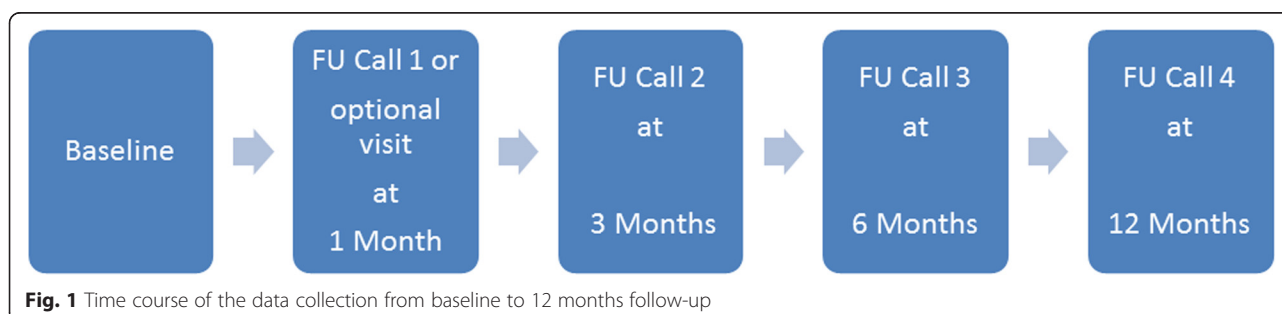 Baseline
FU Call 1 or
optional
visit
at
1 Month
FU Call 2
at
3 Months
FU Call 3
at
6 Months
FU Call 4
at
12 Months
Fig. 1 Time course of the data collection from baseline to 12 months follow-up